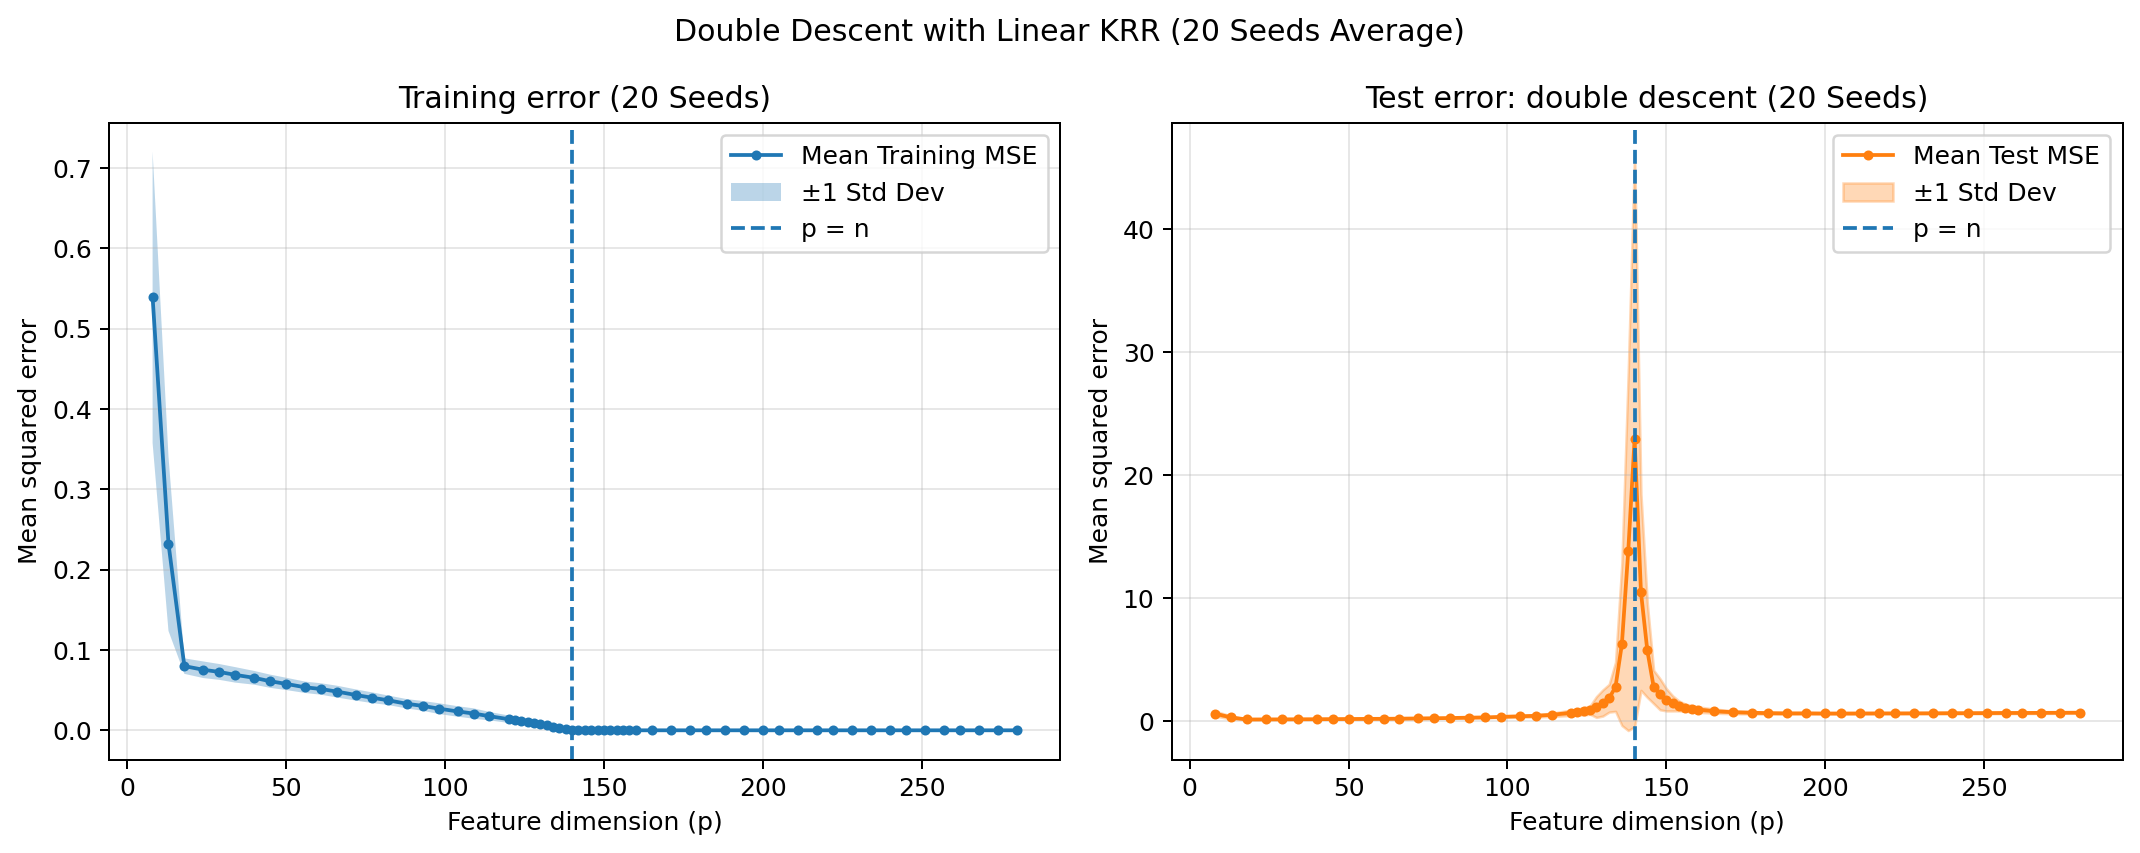 Double Descent with Linear KRR (20 Seeds Average)
Training error (20 Seeds)
Mean Training MSE
±1 Std Dev
p = n
Mean squared error
0.7
0.6
0.5
0.4
0.3
0.2
0.1
0.0
0 50 100 150 200 250
Feature dimension (p)
Test error: double descent (20 Seeds)
Mean Test MSE
±1 Std Dev
p = n
Mean squared error
40
30
20
10
0
0 50 100 150 200 250
Feature dimension (p)